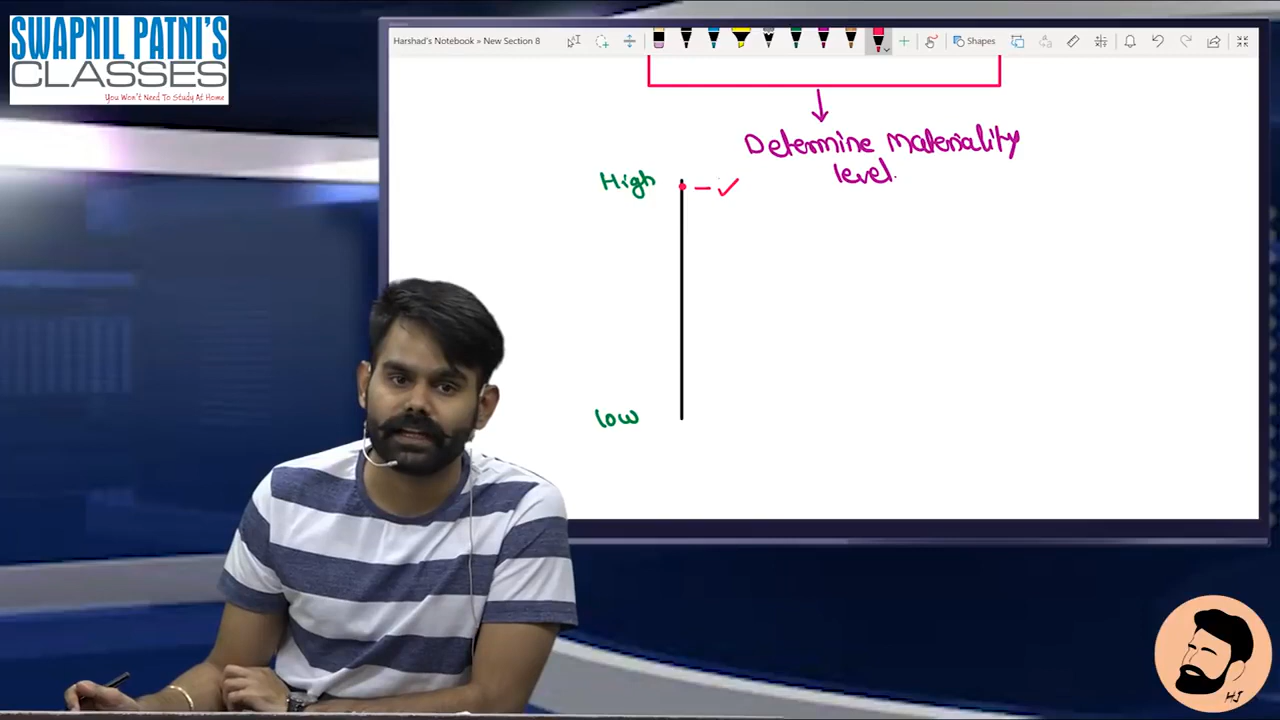 SWAPNIL PATNI'S
CLASSES
You Won't Need To Study At Home
Harshad's Notebook » New Section 8
Shapes
Determine materiality
level.
High
low
HJ